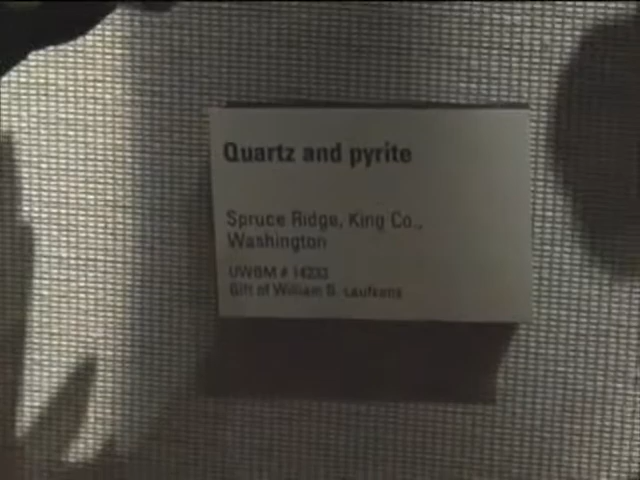 Quartz and pyrite
Spruce Ridge, King Co.,
Washington
UWBM #
Gift of William B.